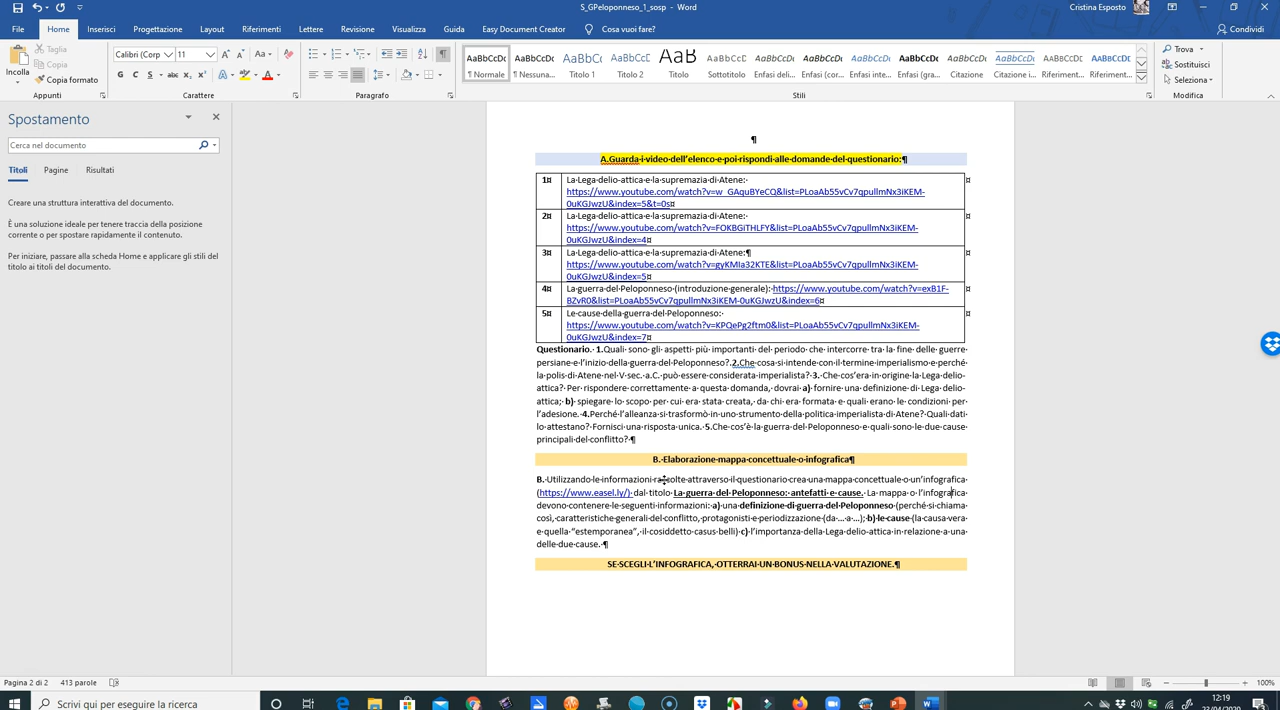 S_GPeloponneso_1_sosp - Word
Cristina Esposto
File Home Inserisci Progettazione Layout Riferimenti Lettere Revisione Visualizza Guida Easy Document Creator Cosa vuoi fare?
Condividi
Incolla
Taglia
Copia
Copia formato
Appunti
Calibri (Corp 11
G C S abc x₂ x²
Carattere
Paragrafo
AaBbCcDc AaBbCcDc AaBbCc AaBbCcC AaB AaBbCcC AaBbCcDc AaBbCcDc AaBbCcDc AaBbCcDc AaBbCcDc AaBbCcDc AaBbCcDc AaBbCcDc
¶ Normale ¶ Nessuna... Titolo 1 Titolo 2 Titolo Sottotitolo Enfasi deli... Enfasi (cor... Enfasi inte... Enfasi (gra... Citazione Citazione i... Riferiment... Riferiment...
Stili
Trova
Sostituisci
Seleziona
Modifica
Spostamento
Cerca nel documento
Titoli Pagine Risultati
Creare una struttura interattiva del documento.
È una soluzione ideale per tenere traccia della posizione
corrente o per spostare rapidamente il contenuto.
Per iniziare, passare alla scheda Home e applicare gli stili del
titolo ai titoli del documento.
¶
A.Guarda·i·video·dell'elenco·e·poi·rispondi·alle·domande·del·questionario:¶
1¤ La·Lega·delio-attica·e·la·supremazia·di·Atene:·
https://www.youtube.com/watch?v=w_GAquBYeCQ&list=PLoaAb55vCv7qpullmNx3iKEM-
0uKGJwzU&index=5&t=0s¤
2¤ La·Lega·delio-attica·e·la·supremazia·di·Atene:·
https://www.youtube.com/watch?v=FOKBGiTHLFY&list=PLoaAb55vCv7qpullmNx3iKEM-
0uKGJwzU&index=4¤
3¤ La·Lega·delio-attica·e·la·supremazia·di·Atene:¶
https://www.youtube.com/watch?v=gyKMIa32KTE&list=PLoaAb55vCv7qpullmNx3iKEM-
0uKGJwzU&index=5¤
4¤ La·guerra·del·Peloponneso·(introduzione·generale):·https://www.youtube.com/watch?v=exB1F-
BZvR0&list=PLoaAb55vCv7qpullmNx3iKEM-0uKGJwzU&index=6¤
5¤ Le·cause·della·guerra·del·Peloponneso:·
https://www.youtube.com/watch?v=KPQePg2ftm0&list=PLoaAb55vCv7qpullmNx3iKEM-
0uKGJwzU&index=7¤
Questionario.·1.Quali·sono·gli·aspetti·più·importanti·del·periodo·che·intercorre·tra·la·fine·delle·guerre·
persiane·e·l'inizio·della·guerra·del·Peloponneso?.2.Che·cosa·si·intende·con·il·termine·imperialismo·e·perché·
la·polis·di·Atene·nel·V·sec.·a.C.·può·essere·considerata·imperialista?·3.·Che·cos'era·in·origine·la·Lega·delio-
attica?·Per·rispondere·correttamente·a·questa·domanda,·dovrai·a)·fornire·una·definizione·di·Lega·delio-
attica;·b)·spiegare·lo·scopo·per·cui·era·stata·creata,·da·chi·era·formata·e·quali·erano·le·condizioni·per·
l'adesione.·4.Perché·l'alleanza·si·trasformò·in·uno·strumento·della·politica·imperialista·di·Atene?·Quali·dati·
lo·attestano?·Fornisci·una·risposta·unica.·5.Che·cos'è·la·guerra·del·Peloponneso·e·quali·sono·le·due·cause·
principali·del·conflitto?·¶
B.·Elaborazione·mappa·concettuale·o·infografica¶
B.·Utilizzando·le·informazioni·raccolte·attraverso·il·questionario·crea·una·mappa·concettuale·o·un'infografica·
(https://www.easel.ly/)·dal·titolo·La·guerra·del·Peloponneso:·antefatti·e·cause.·La·mappa·o·l'infografica·
devono·contenere·le·seguenti·informazioni:·a)·una·definizione·di·guerra·del·Peloponneso·(perché·si·chiama·
così,·caratteristiche·generali·del·conflitto,·protagonisti·e·periodizzazione·(da·...·a·...);·b)·le·cause·(la·causa·vera·
e·quella·"estemporanea",·il·cosiddetto·casus·belli)·c)·l'importanza·della·Lega·delio-attica·in·relazione·a·una·
delle·due·cause.·¶
SE·SCEGLI·L'INFOGRAFICA,·OTTERRAI·UN·BONUS·NELLA·VALUTAZIONE.¶
Pagina 2 di 2 413 parole
100%
Scrivi qui per eseguire la ricerca
12:19
23/04/2020